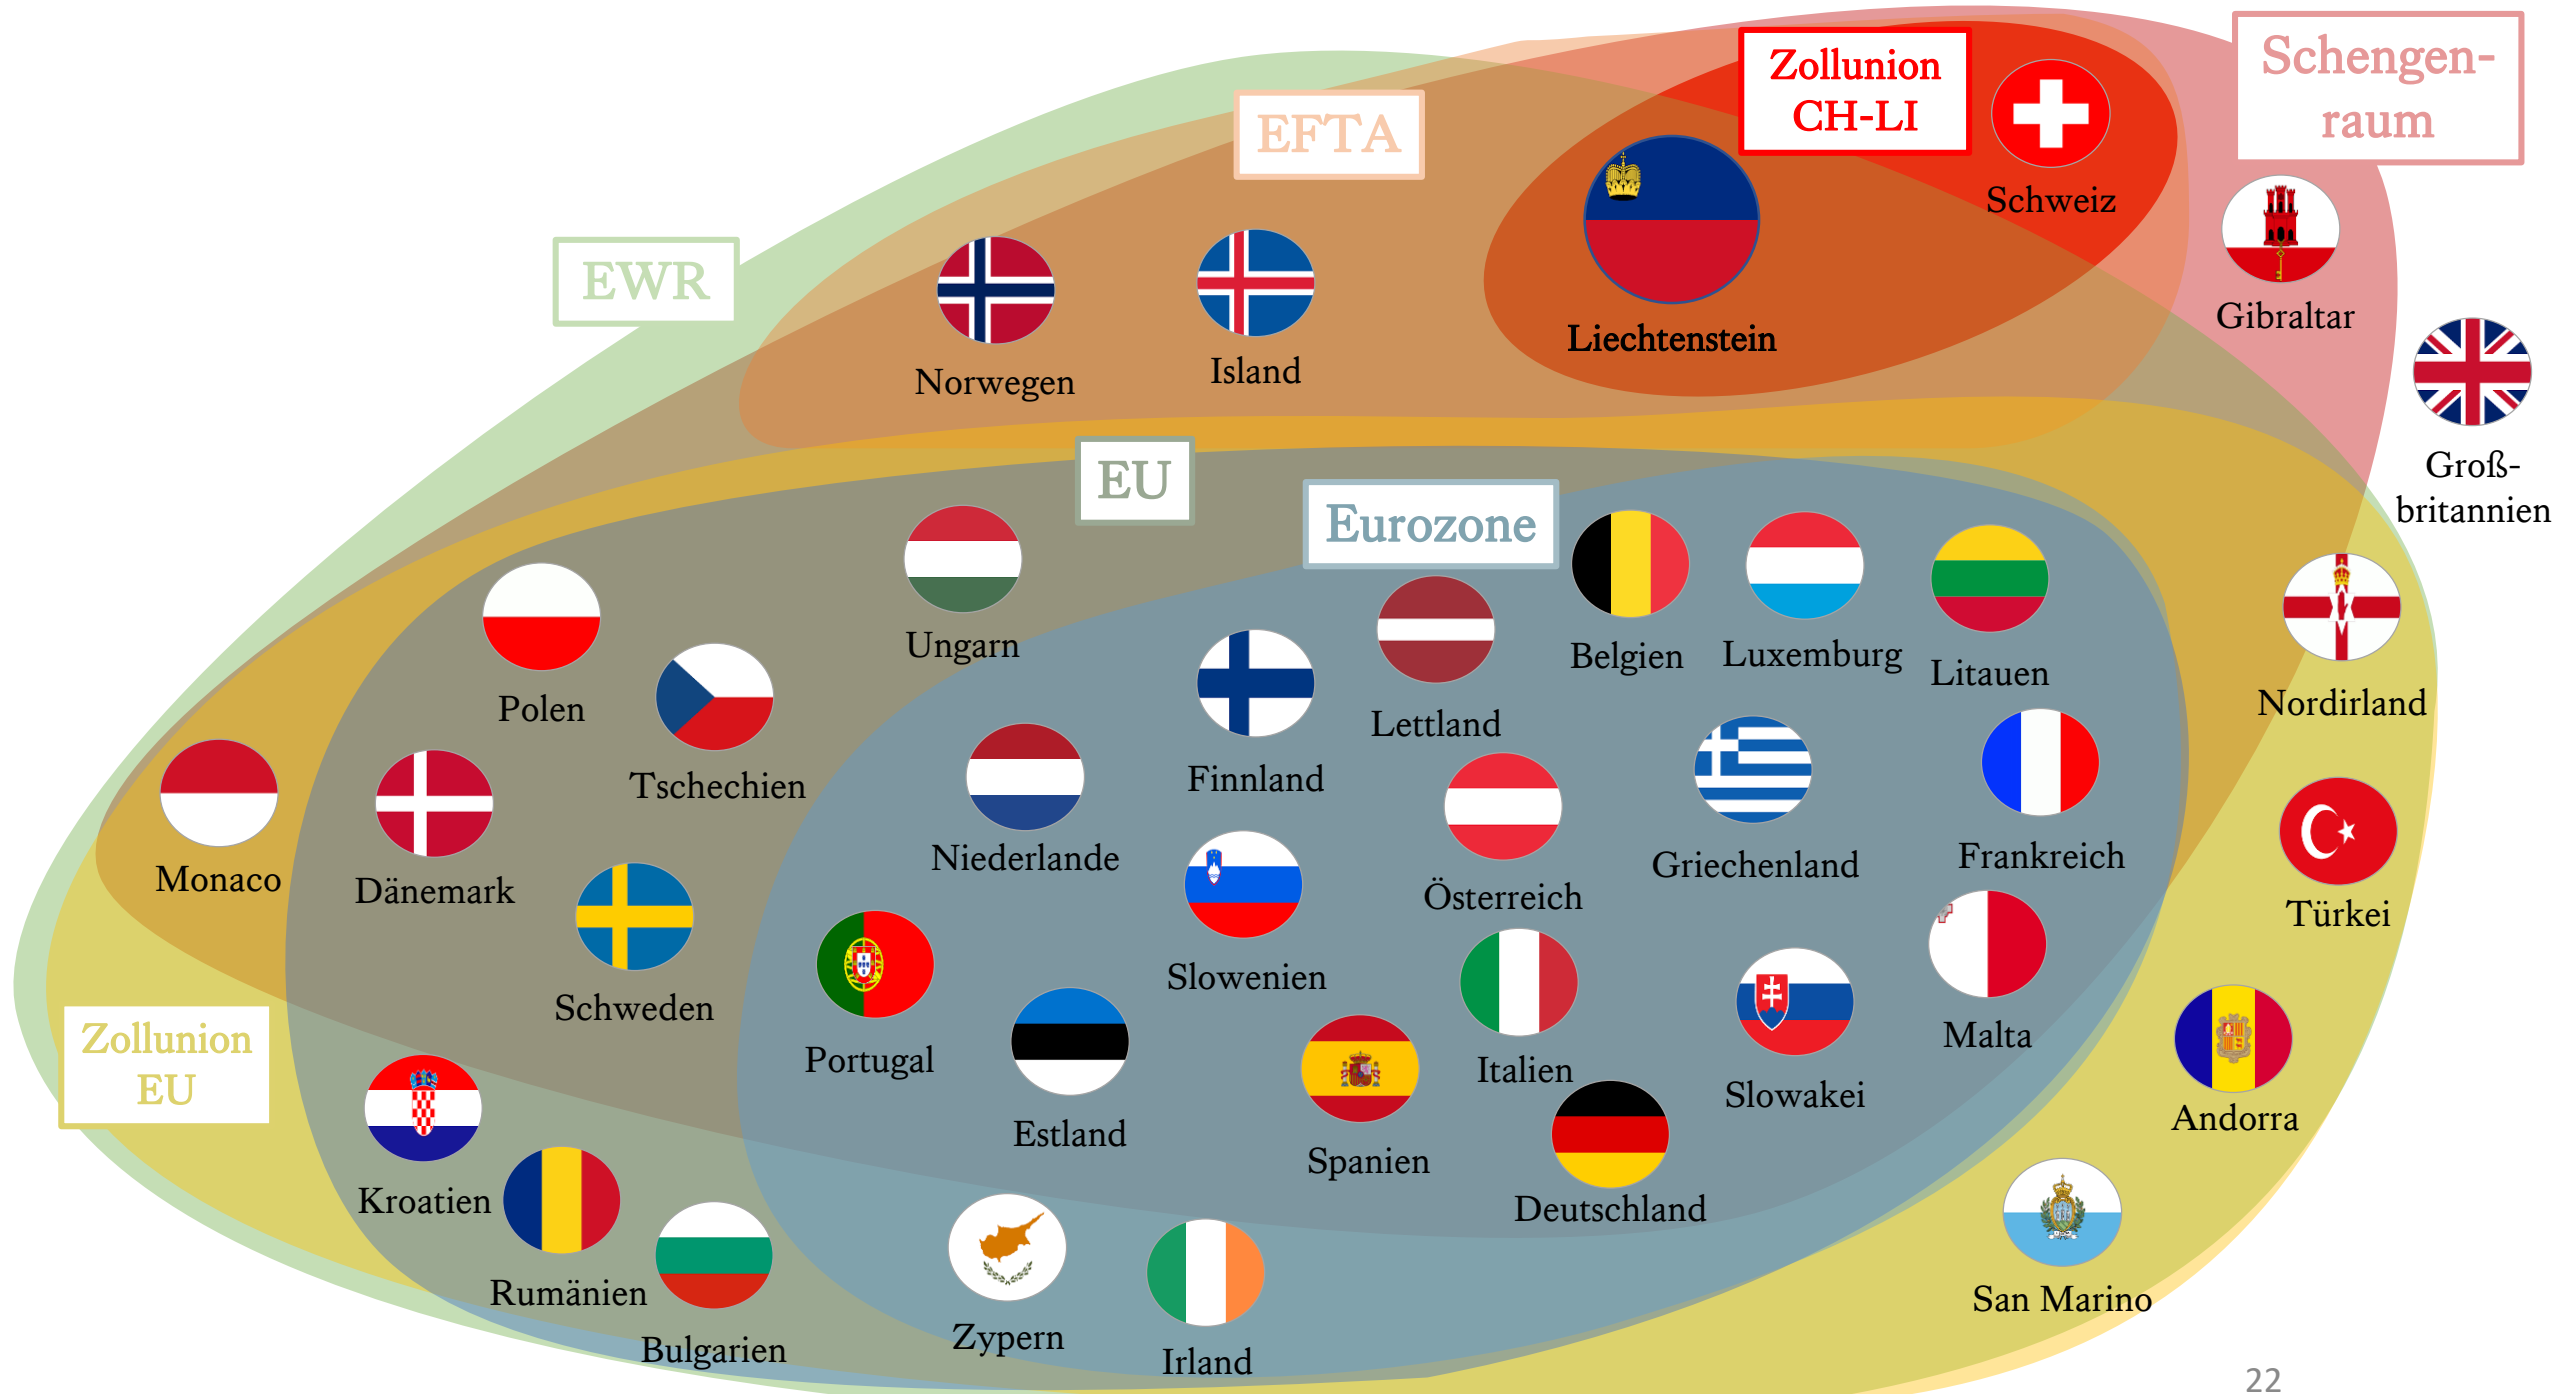 Schengen-
raum
Zollunion
CH-LI
EFTA
Schweiz
EWR
Gibraltar
Liechtenstein
Norwegen
Island
Groß-
britannien
EU
Eurozone
Ungarn
Belgien
Luxemburg
Litauen
Polen
Lettland
Nordirland
Tschechien
Finnland
Monaco
Dänemark
Niederlande
Österreich
Griechenland
Frankreich
Türkei
Schweden
Slowenien
Zollunion
EU
Portugal
Italien
Malta
Slowakei
Andorra
Estland
Spanien
Kroatien
Deutschland
Rumänien
San Marino
Bulgarien
Zypern
Irland
22